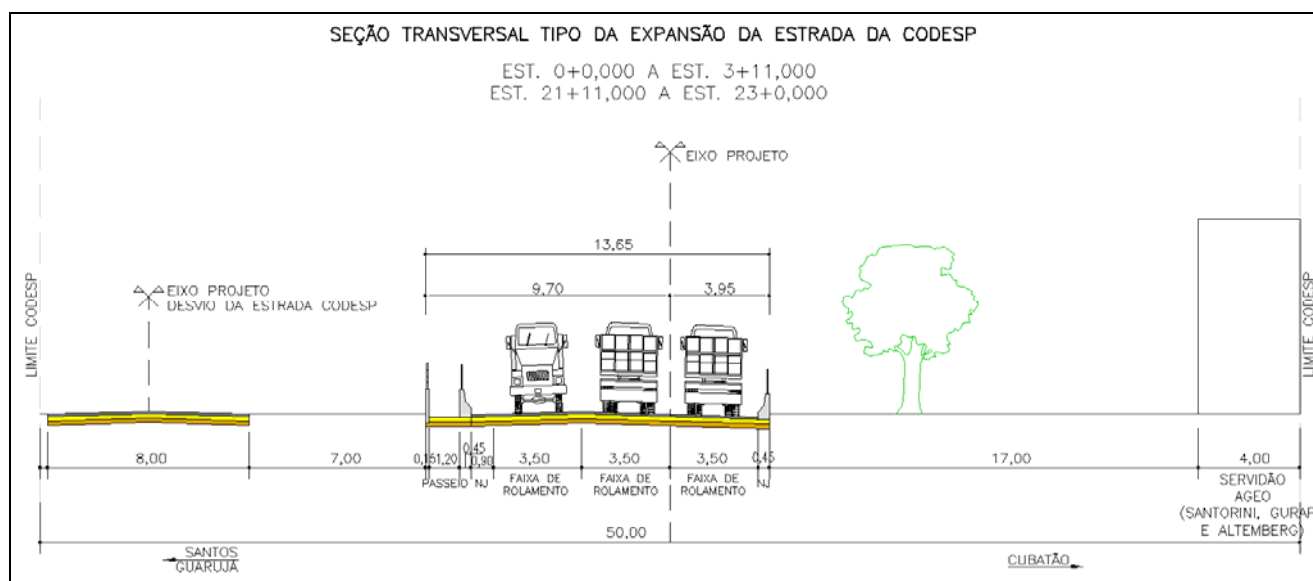 SEÇÃO TRANSVERSAL TIPO DA EXPANSÃO DA ESTRADA DA CODESP
EST. 0+0,000 A EST. 3+11,000
EST. 21+11,000 A EST. 23+0,000
EIXO PROJETO
13,65
9,70
3,95
EIXO PROJETO
DESVIO DA ESTRADA CODESP
LIMITE CODESP
LIMITE CODESP
8,00
7,00
0,15
1,20
0,45
0,90
3,50
3,50
3,50
0,45
17,00
4,00
PASSEIO
NJ
FAIXA DE
ROLAMENTO
FAIXA DE
ROLAMENTO
FAIXA DE
ROLAMENTO
NJ
SERVIDÃO
AGEO
(SANTORINI, GURAF
E ALTEMBERG)
50.00
SANTOS
GUARUJÁ
CUBATÃO